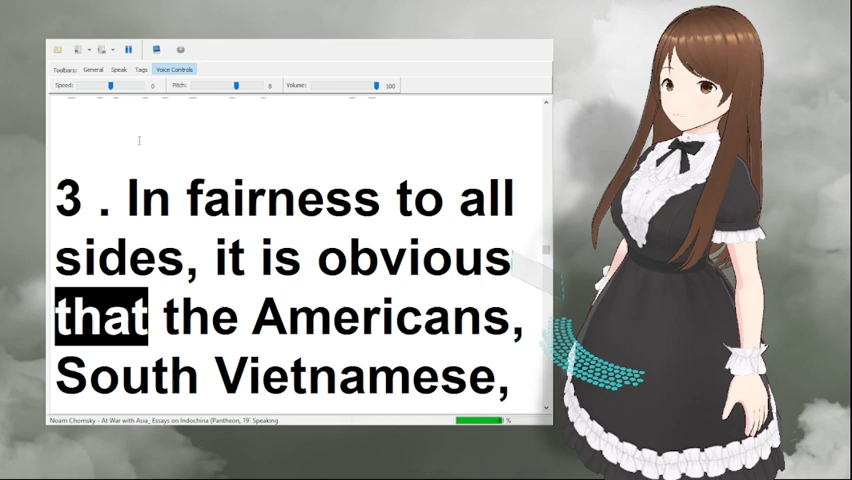 Toolbars: General Speak Tags Voice Controls
Speed: 0 Pitch: 8 Volume: 100
3 . In fairness to all
sides, it is obvious
that the Americans,
South Vietnamese,
Noam Chomsky - At War with Asia_ Essays on Indochina (Pantheon, 19 Speaking %